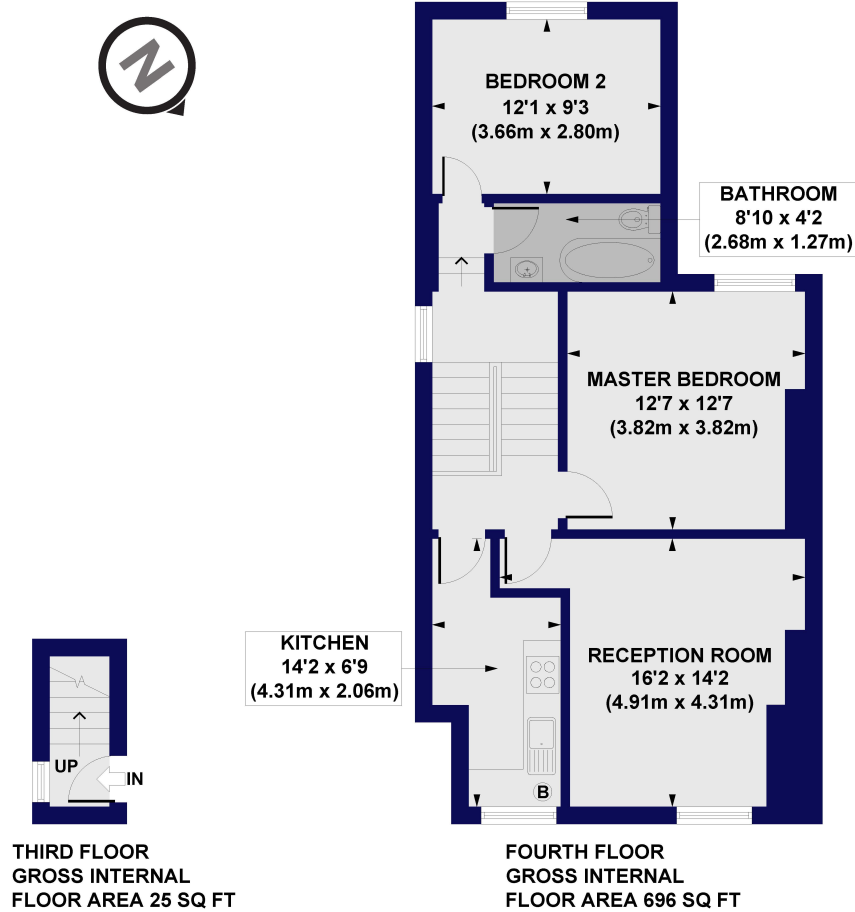 N
BEDROOM 2
12'1 x 9'3
(3.66m x 2.80m)
BATHROOM
8'10 x 4'2
(2.68m x 1.27m)
MASTER BEDROOM
12'7 x 12'7
(3.82m x 3.82m)
KITCHEN
14'2 x 6'9
(4.31m x 2.06m)
RECEPTION ROOM
16'2 x 14'2
(4.91m x 4.31m)
UP
IN
B
THIRD FLOOR
GROSS INTERNAL
FLOOR AREA 25 SQ FT
FOURTH FLOOR
GROSS INTERNAL
FLOOR AREA 696 SQ FT